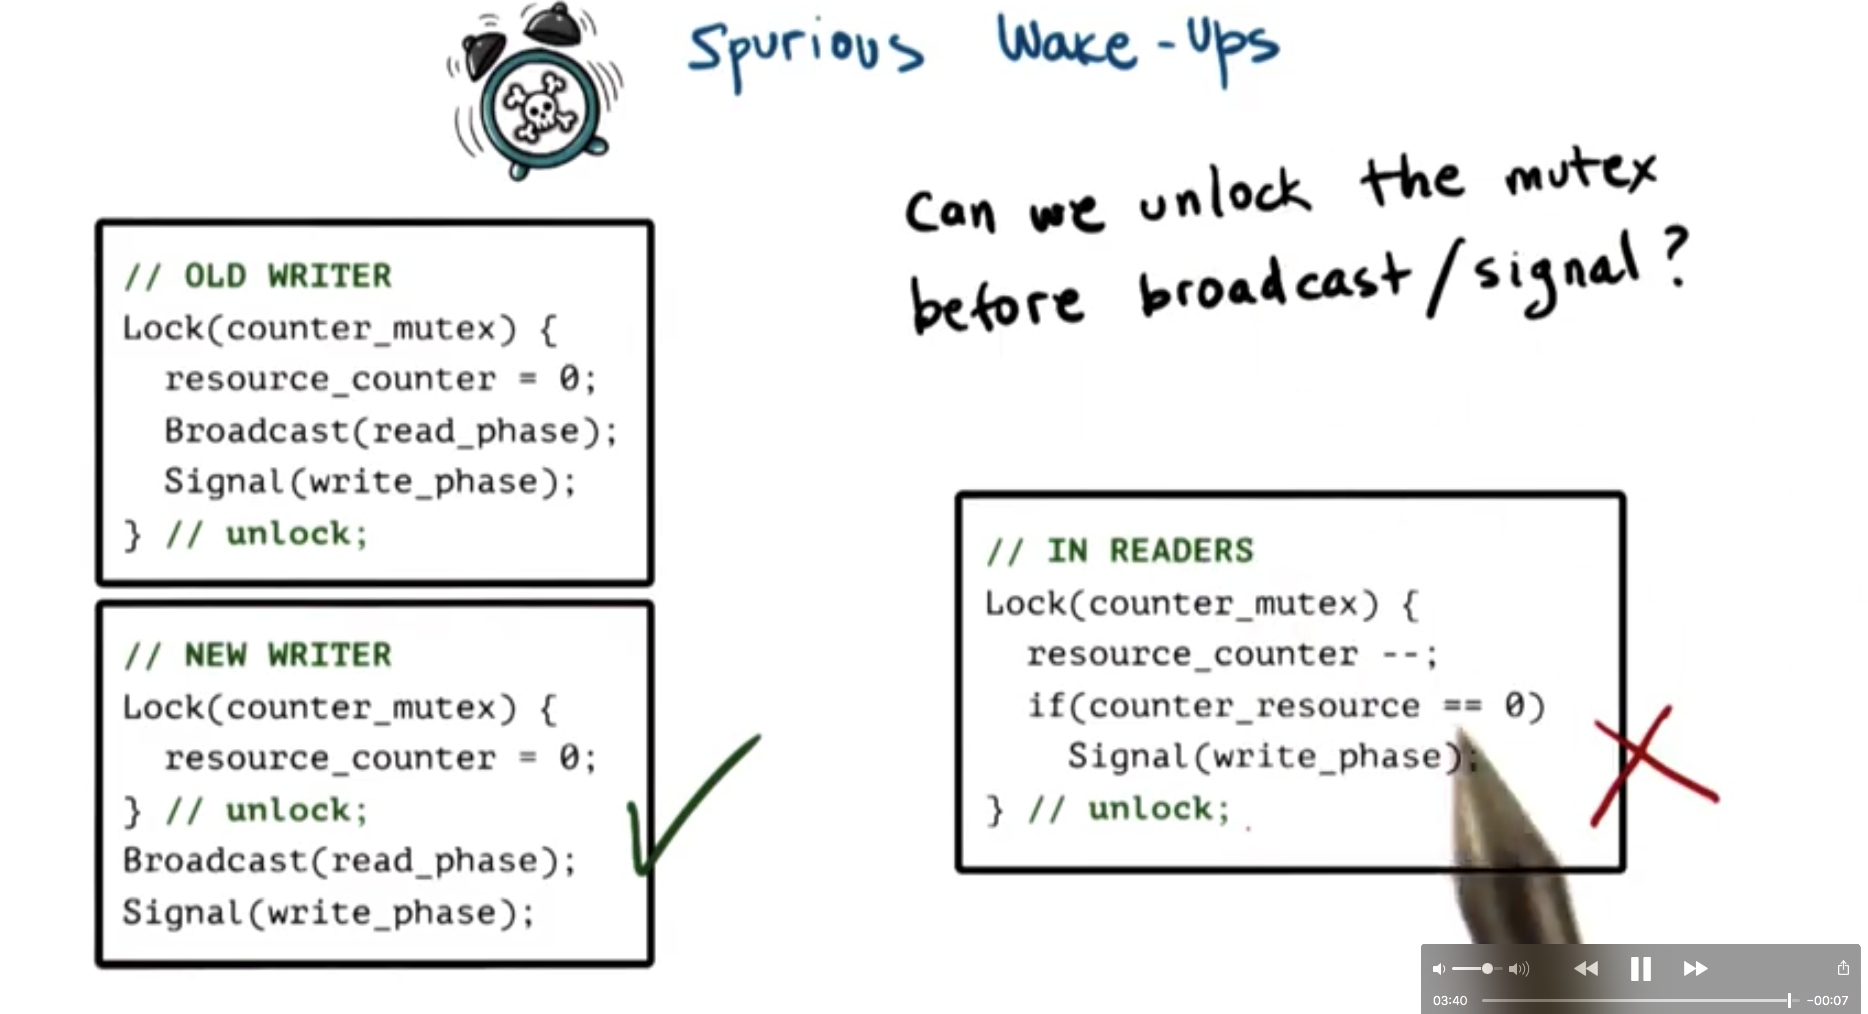 Spurious Wake-Ups
Can we unlock the mutex
before broadcast/signal?
// OLD WRITER
Lock(counter_mutex) {
resource_counter = 0;
Broadcast(read_phase);
Signal(write_phase);
} // unlock;
// NEW WRITER
Lock(counter_mutex) {
resource_counter = 0;
} // unlock;
Broadcast(read_phase);
Signal(write_phase);
// IN READERS
Lock(counter_mutex) {
resource_counter --;
if(counter_resource == 0)
Signal(write_phase);
} // unlock;
03:40
-00:07